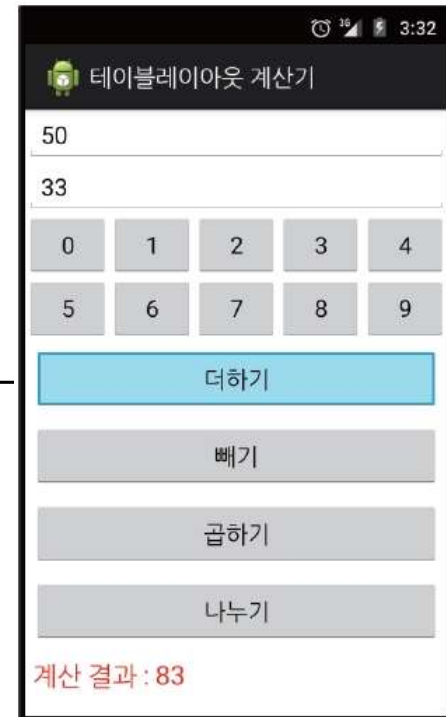 3G 3:32
테이블레이아웃 계산기
50
33
0 1 2 3 4
5 6 7 8 9
더하기
빼기
곱하기
나누기
계산 결과 : 83